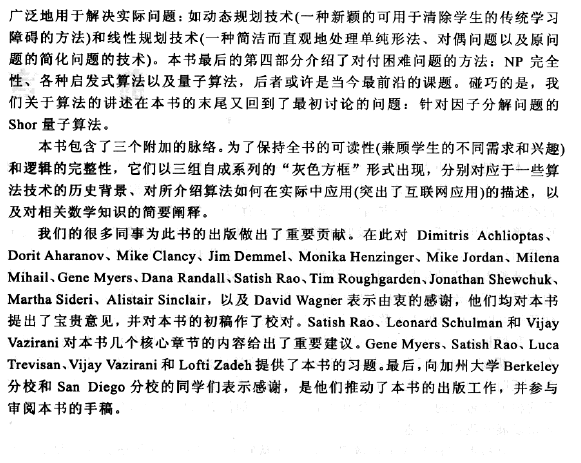 广泛地用于解决实际问题：如动态规划技术(一种新颖的可用于清除学生的传统学习
障碍的方法)和线性规划技术(一种简洁而直观地处理单纯形法、对偶问题以及原问
题的简化问题的技术)。本书最后的第四部分介绍了对付困难问题的方法：NP 完全
性、各种启发式算法以及量子算法，后者或许是当今最前沿的课题。碰巧的是，我
们关于算法的讲述在本书的末尾又回到了最初讨论的问题：针对因子分解问题的
Shor 量子算法。
本书包含了三个附加的脉络。为了保持全书的可读性(兼顾学生的不同需求和兴趣)
和逻辑的完整性，它们以三组自成系列的“灰色方框”形式出现，分别对应于一些算
法技术的历史背景、对所介绍算法如何在实际中应用(突出了互联网应用)的描述，以
及对相关数学知识的简要阐释。
我们的很多同事为此书的出版做出了重要贡献。在此对 Dimitris Achlioptas、
Dorit Aharanov、Mike Clancy、Jim Demmel、Monika Henzinger、Mike Jordan、Milena
Mihail、Gene Myers、Dana Randall、Satish Rao、Tim Roughgarden、Jonathan Shewchuk、
Martha Sideri、Alistair Sinclair，以及 David Wagner 表示由衷的感谢，他们均对本书
提出了宝贵意见，并对本书的初稿作了校对。Satish Rao、Leonard Schulman 和 Vijay
Vazirani 对本书几个核心章节的内容给出了重要建议。Gene Myers、Satish Rao、Luca
Trevisan、Vijay Vazirani 和 Lofti Zadeh 提供了本书的习题。最后，向加州大学 Berkeley
分校和 San Diego 分校的同学们表示感谢，是他们推动了本书的出版工作，并参与
审阅本书的手稿。